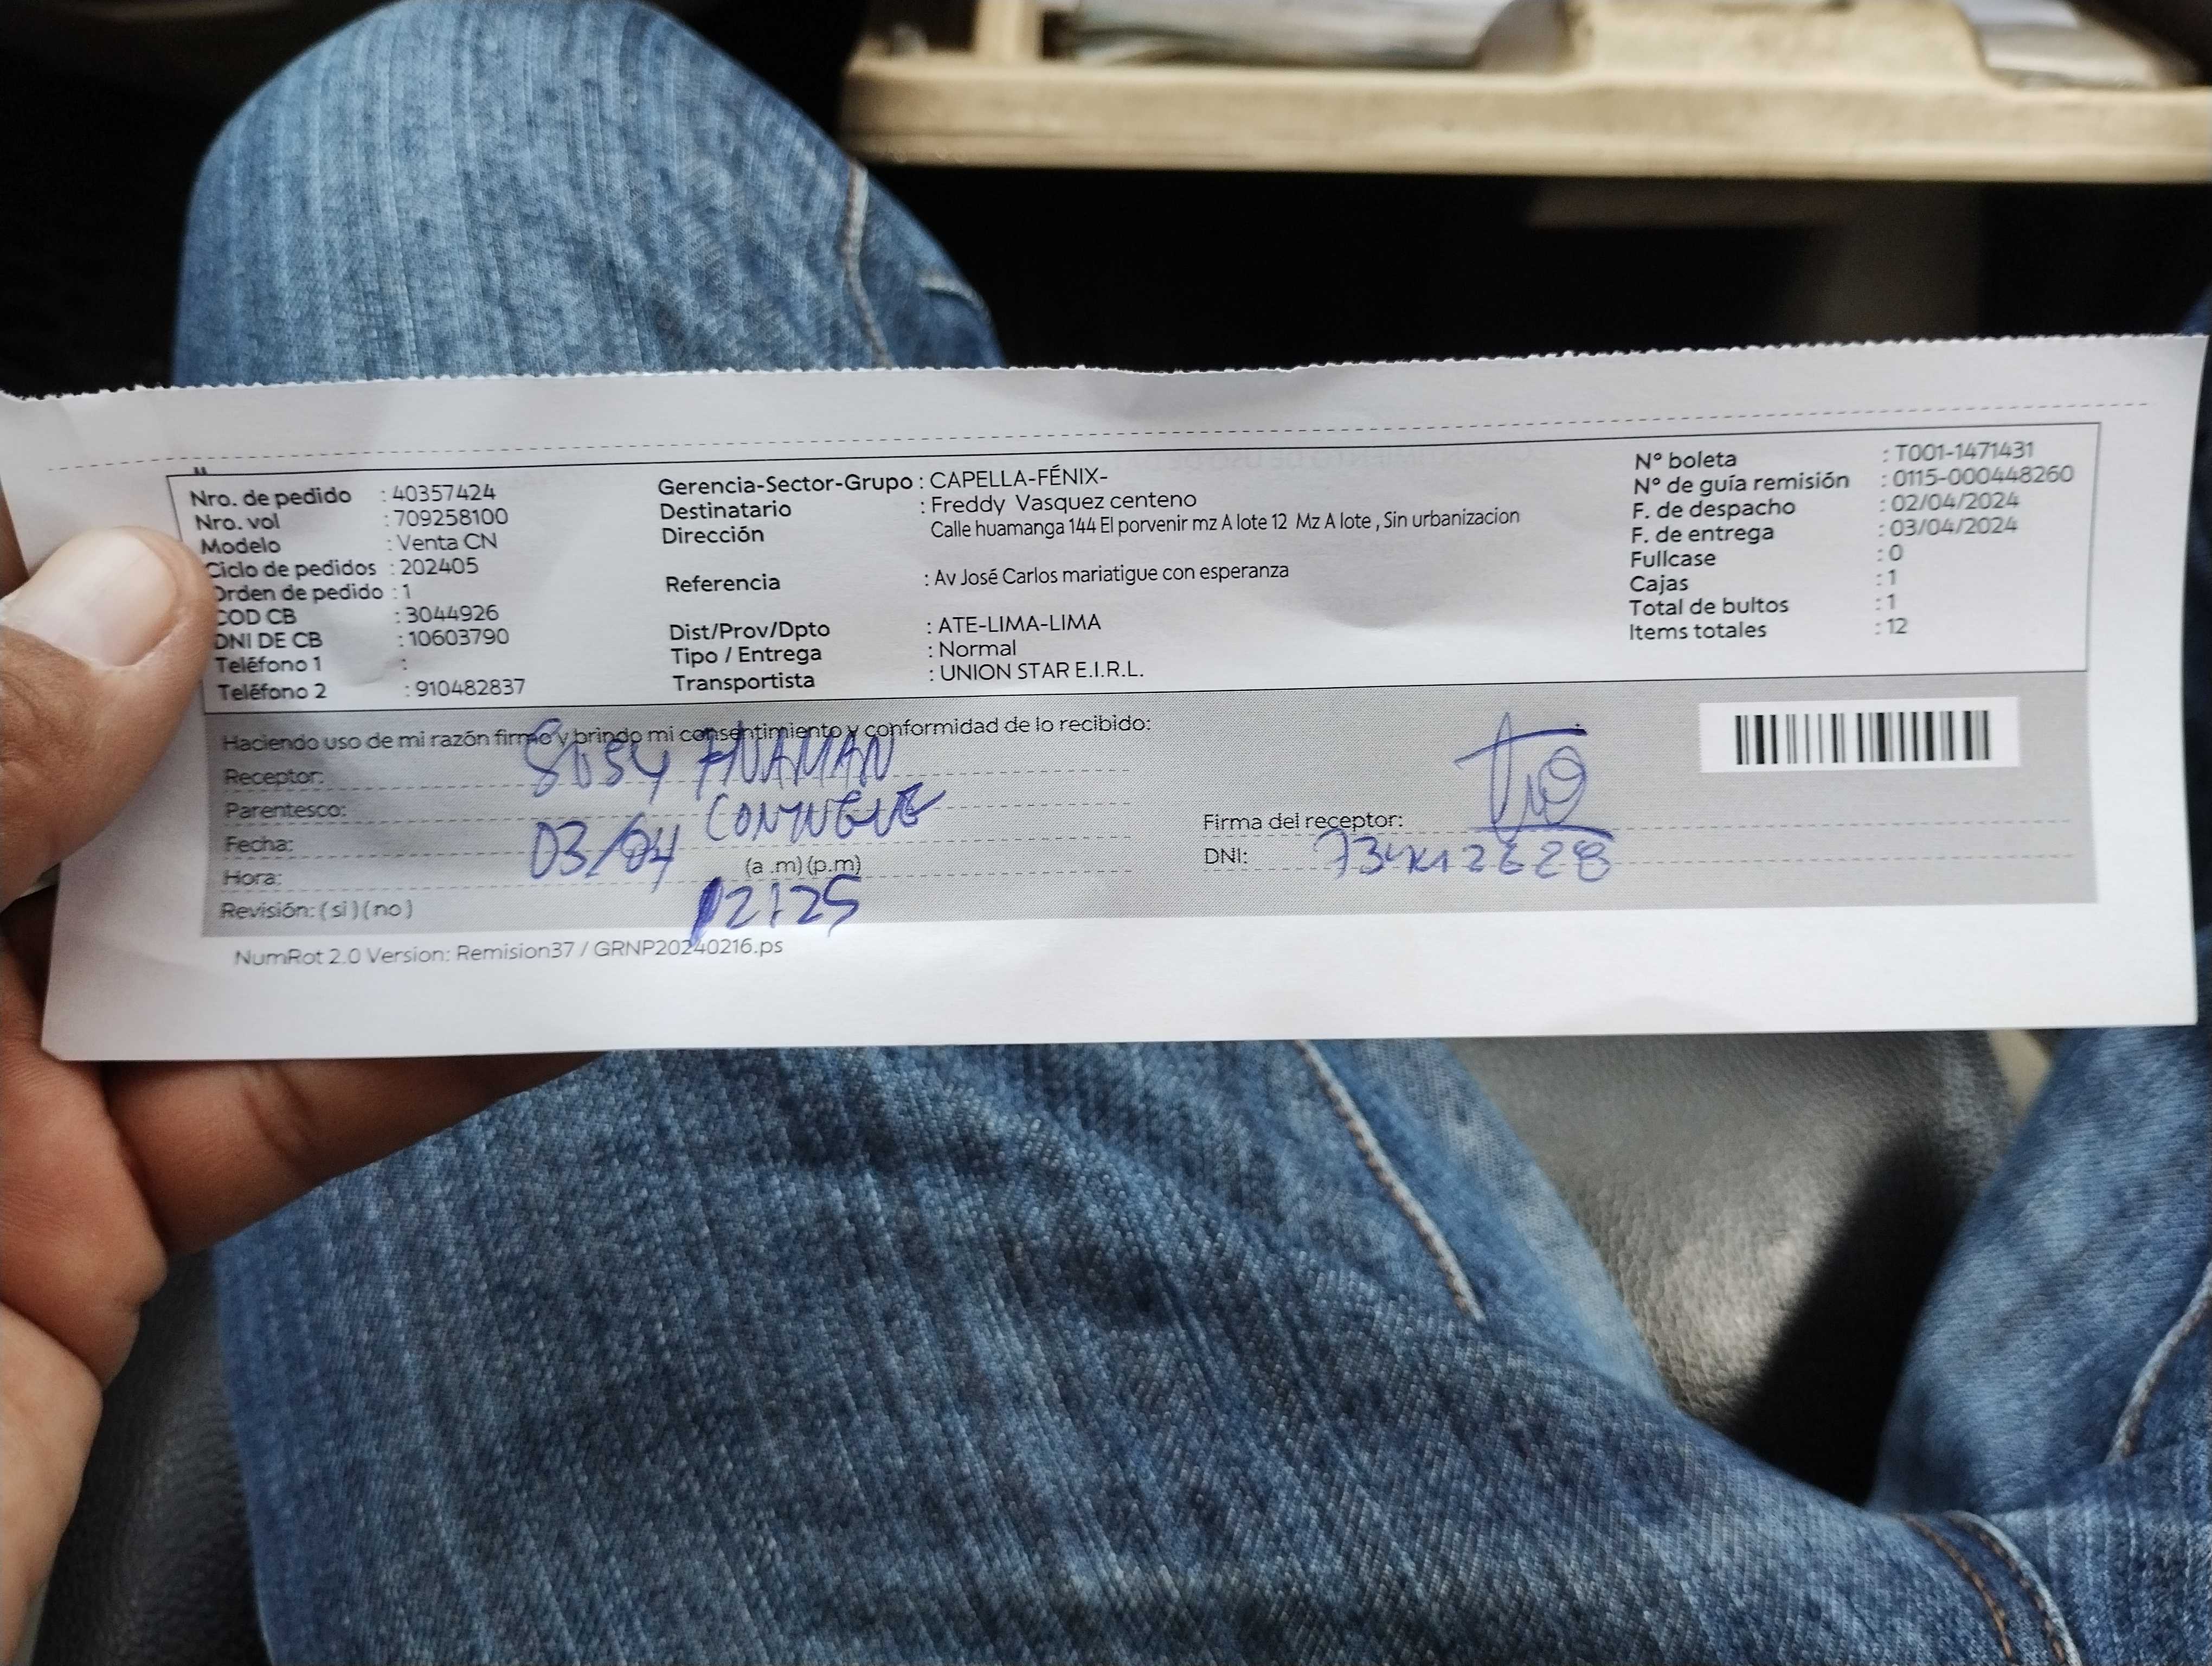 Nro. de pedido : 40357424
Nro. vol : 709258100
Modelo : Venta CN
Ciclo de pedidos : 202405
Orden de pedido : 1
COD CB : 3044926
DNI DE CB : 10603790
Teléfono 1 :
Teléfono 2 : 910482837
Gerencia-Sector-Grupo : CAPELLA-FÉNIX-
Destinatario : Freddy Vasquez centeno
Dirección Calle huamanga 144 El porvenir mz A lote 12 Mz A lote , Sin urbanizacion
Referencia : Av José Carlos mariatigue con esperanza
Dist/Prov/Dpto : ATE-LIMA-LIMA
Tipo / Entrega : Normal
Transportista : UNION STAR E.I.R.L.
N° boleta : T001-1471431
N° de guía remisión : 0115-000448260
F. de despacho : 02/04/2024
F. de entrega : 03/04/2024
Fullcase : 0
Cajas : 1
Total de bultos : 1
Items totales : 12
Haciendo uso de mi razón firmo y brindo mi consentimiento y conformidad de lo recibido:
Receptor: SUSY
Parentesco: CONYUGUE
Fecha: 03/04
Hora: (a .m) (p.m)
12:25
Revisión: ( si ) ( no )
Firma del receptor:
DNI:
NumRot 2.0 Version: Remision37 / GRNP20240216.ps